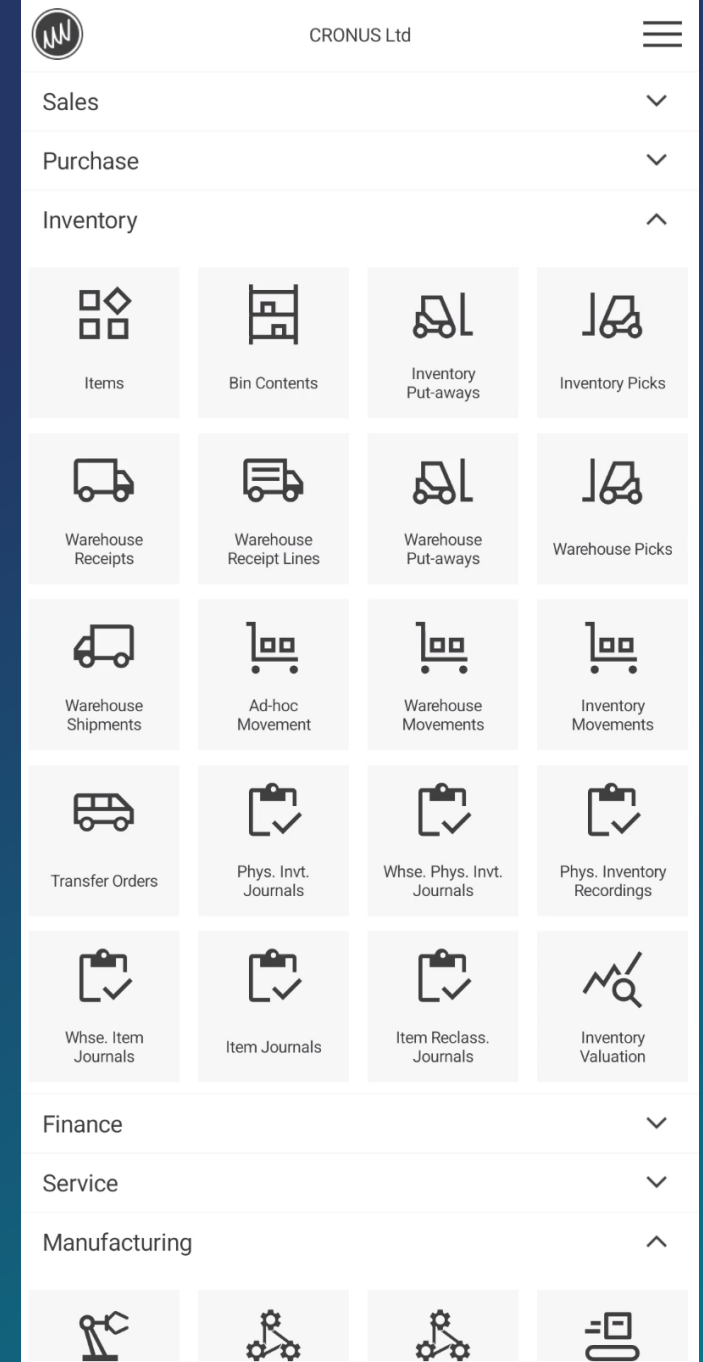 CRONUS Ltd
Sales
Purchase
Inventory
Items
Bin Contents
Inventory
Put-aways
Inventory Picks
Warehouse
Receipts
Warehouse
Receipt Lines
Warehouse
Put-aways
Warehouse Picks
Warehouse
Shipments
Ad-hoc
Movement
Warehouse
Movements
Inventory
Movements
Transfer Orders
Phys. Invt.
Journals
Whse. Phys. Invt.
Journals
Phys. Inventory
Recordings
Whse. Item
Journals
Item Journals
Item Reclass.
Journals
Inventory
Valuation
Finance
Service
Manufacturing